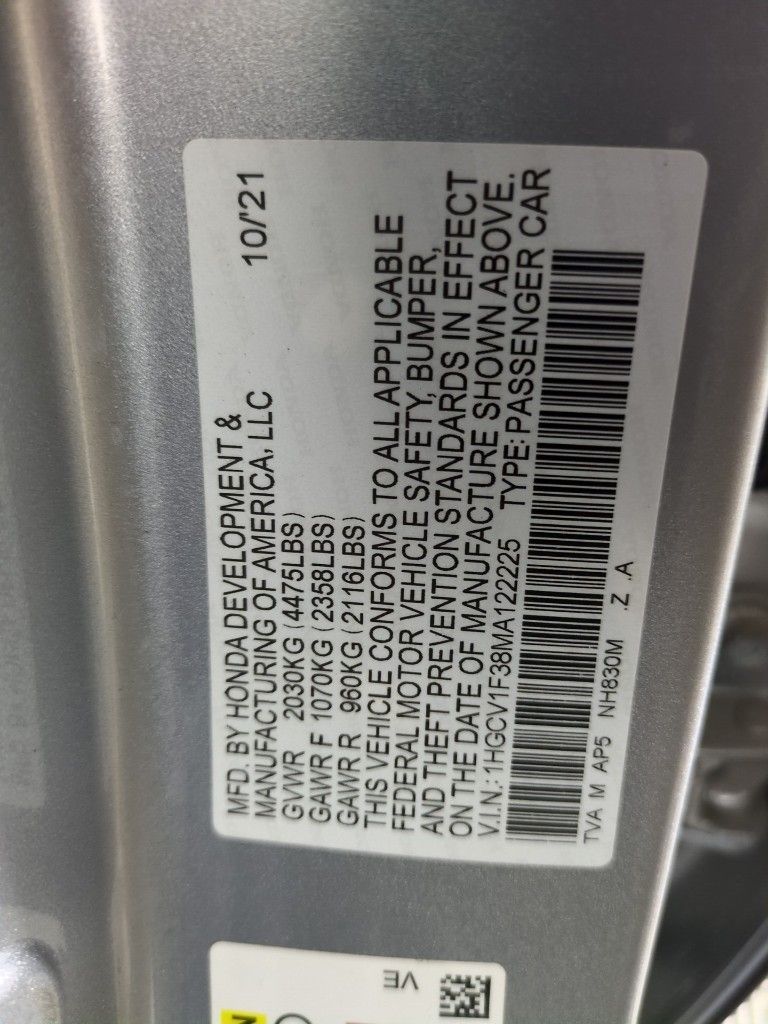 MFD. BY HONDA DEVELOPMENT & 10/'21
MANUFACTURING OF AMERICA, LLC
GVWR 2030KG (4475LBS)
GAWR F 1070KG (2358LBS)
GAWR R 960KG (2116LBS)
THIS VEHICLE CONFORMS TO ALL APPLICABLE
FEDERAL MOTOR VEHICLE SAFETY, BUMPER,
AND THEFT PREVENTION STANDARDS IN EFFECT
ON THE DATE OF MANUFACTURE SHOWN ABOVE.
V.I.N.: 1HGCV1F38MA122225 TYPE: PASSENGER CAR
TVA M AP5 NH830M .Z .A
VE